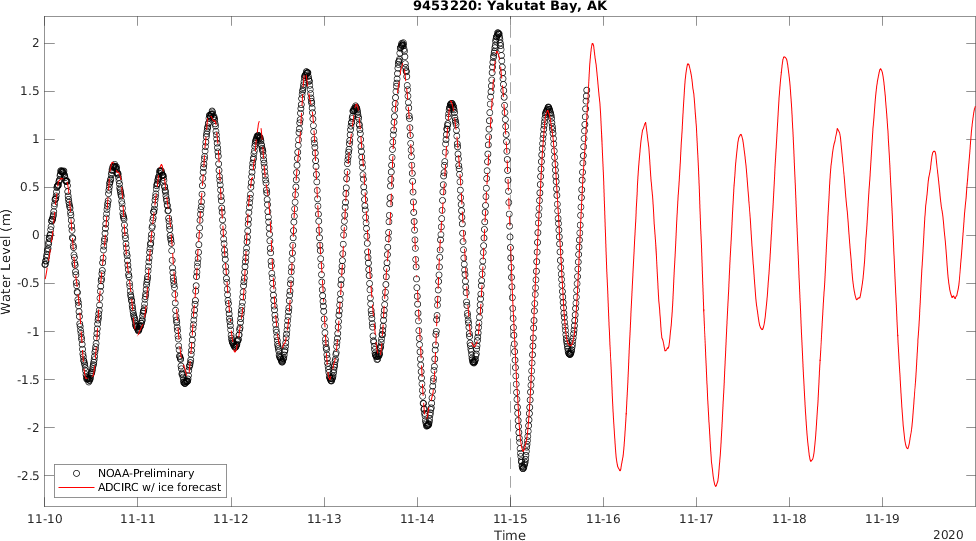 9453220: Yakutat Bay, AK
2
1.5
1
0.5
0
-0.5
-1
-1.5
-2
-2.5
Water Level (m)
NOAA-Preliminary
ADCIRC w/ ice forecast
11-10 11-11 11-12 11-13 11-14 11-15 11-16 11-17 11-18 11-19
Time
2020